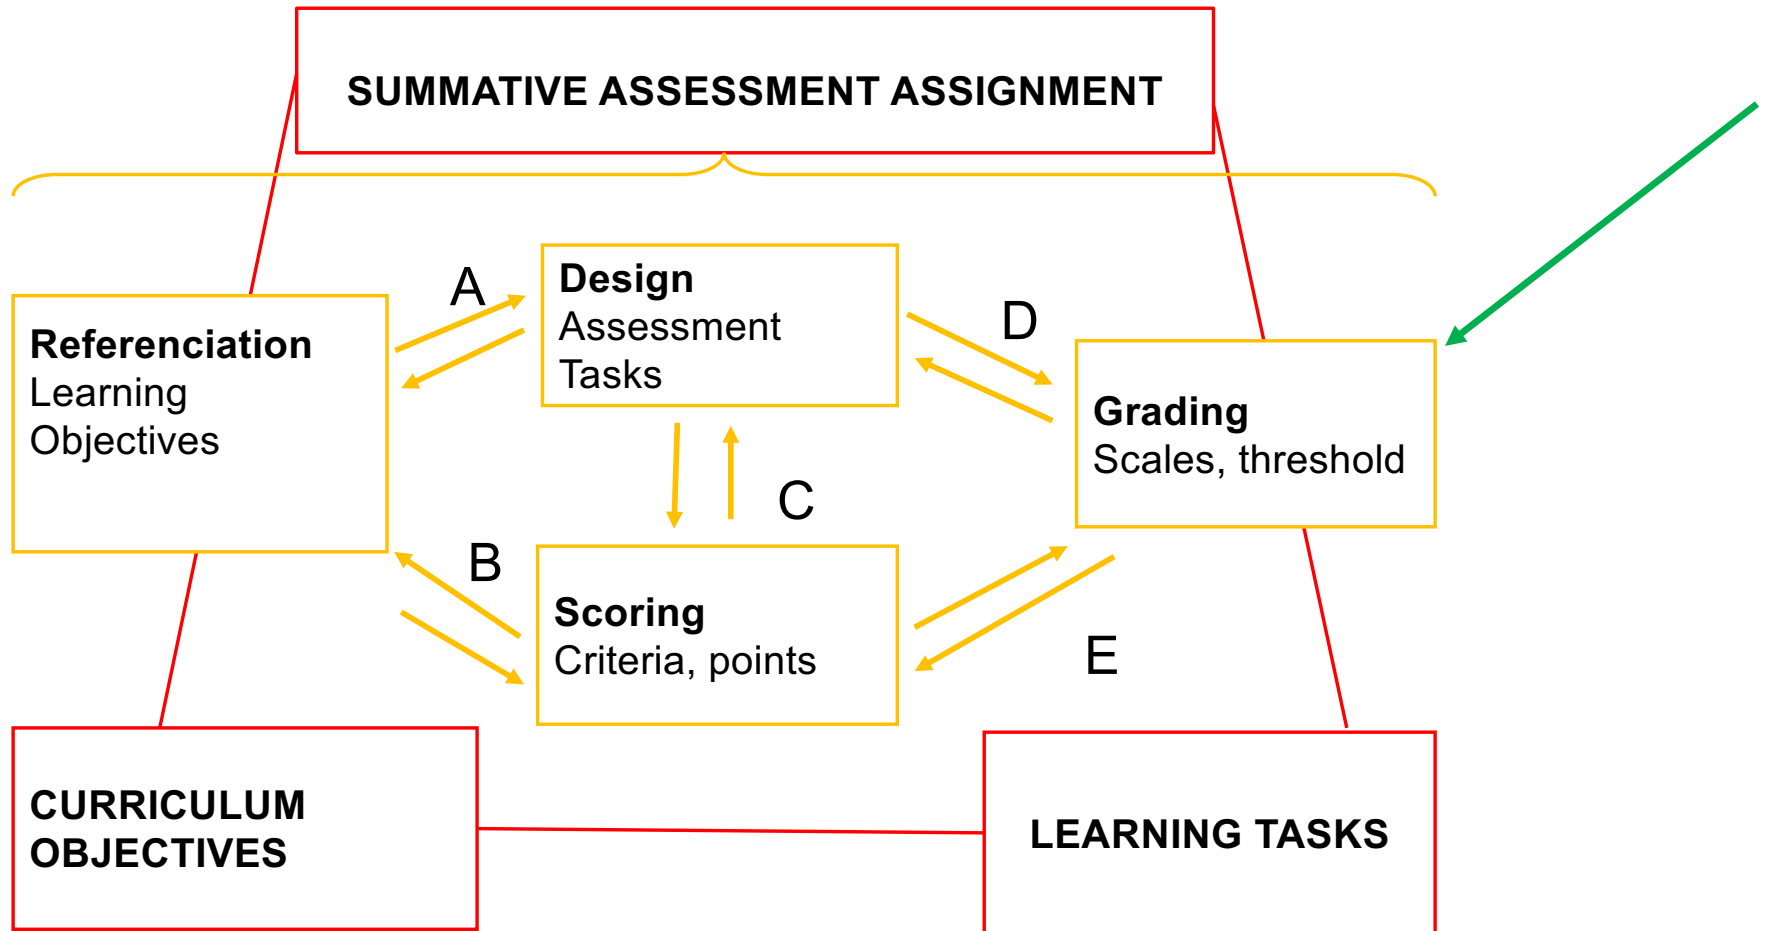 SUMMATIVE ASSESSMENT ASSIGNMENT
A
Design
Assessment
Tasks
D
Referenciation
Learning
Objectives
Grading
Scales, threshold
C
B
Scoring
Criteria, points
E
CURRICULUM
OBJECTIVES
LEARNING TASKS